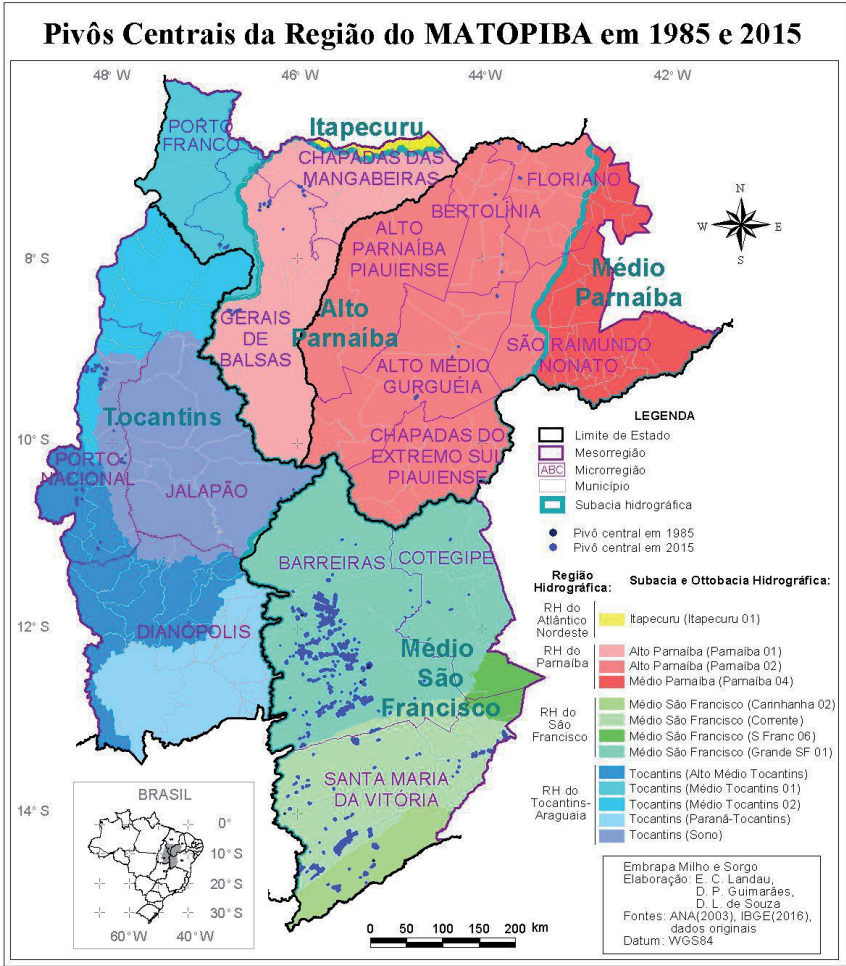 Pivôs Centrais da Região do MATOPIBA em 1985 e 2015
48° W
46° W
44° W
42° W
PORTO
FRANCO
Itapecuru
CHAPADAS DAS
MANGABEIRAS
FLORIANO
BERTOLÍNIA
ALTO
PARNAÍBA
PIAUIENSE
N
W
E
S
8° S
Médio
Parnaíba
GERAIS
DE
BALSAS
Alto
Parnaíba
SÃO RAIMUNDO
NONATO
ALTO MÉDIO
GURGUÉIA
Tocantins
10° S
CHAPADAS DO
EXTREMO SUL
PIAUIENSE
PORTO
NACIONAL
JALAPÃO
LEGENDA
Limite de Estado
Mesorregião
ABC
Microrregião
Município
Subacia hidrográfica
Pivô central em 1985
Pivô central em 2015
BARREIRAS
COTEGIPE
12° S
DIANÓPOLIS
Médio
São
Francisco
SANTA MARIA
DA VITÓRIA
14° S
Região
Hidrográfica:
Subacia e Ottobacia Hidrográfica:
RH do
Atlântico
Nordeste
Itapecuru (Itapecuru 01)
RH do
Parnaíba
Alto Parnaíba (Parnaíba 01)
Alto Parnaíba (Parnaíba 02)
Médio Parnaíba (Parnaíba 04)
RH do
São
Francisco
Médio São Francisco (Carinhanha 02)
Médio São Francisco (Corrente)
Médio São Francisco (S Franc 06)
Médio São Francisco (Grande SF 01)
RH do
Tocantins-
Araguaia
Tocantins (Alto Médio Tocantins)
Tocantins (Médio Tocantins 01)
Tocantins (Médio Tocantins 02)
Tocantins (Paranã-Tocantins)
Tocantins (Sono)
BRASIL
0°
10° S
20° S
30° S
60° W
40° W
0 50 100 150 200 km
Embrapa Milho e Sorgo
Elaboração: E. C. Landau,
D. P. Guimarães,
D. L. de Souza
Fontes: ANA(2003), IBGE(2016),
dados originais
Datum: WGS84